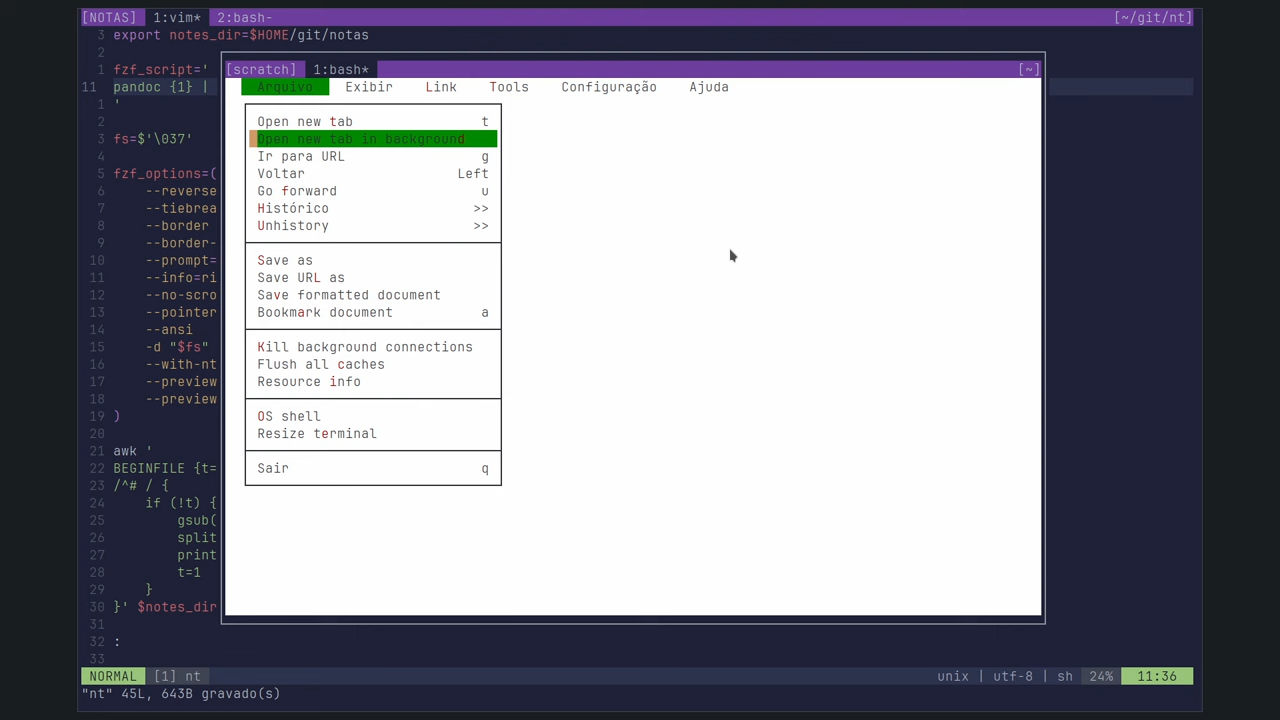 [NOTAS] 1:vim* 2:bash- [~/git/nt]
3 export notes_dir=$HOME/git/notas
2
1 fzf_script='
11 pandoc {1} |
1 '
2
3 fs=$'\037'
4
5 fzf_options=(
6 --reverse
7 --tiebrea
8 --border
9 --border-
10 --prompt=
11 --info=ri
12 --no-scro
13 --pointer
14 --ansi
15 -d "$fs"
16 --with-nt
17 --preview
18 --preview
19 )
20
21 awk '
22 BEGINFILE {t=
23 /^# / {
24 if (!t) {
25 gsub(
26 split
27 print
28 t=1
29 }
30 }' $notes_dir
31
32 :
33
[scratch] 1:bash* [~]
Arquivo Exibir Link Tools Configuração Ajuda
Open new tab t
Open new tab in background
Ir para URL g
Voltar Left
Go forward u
Histórico >>
Unhistory >>
Save as
Save URL as
Save formatted document
Bookmark document a
Kill background connections
Flush all caches
Resource info
OS shell
Resize terminal
Sair q
NORMAL [1] nt unix | utf-8 | sh 24% 11:36
"nt" 45L, 643B gravado(s)